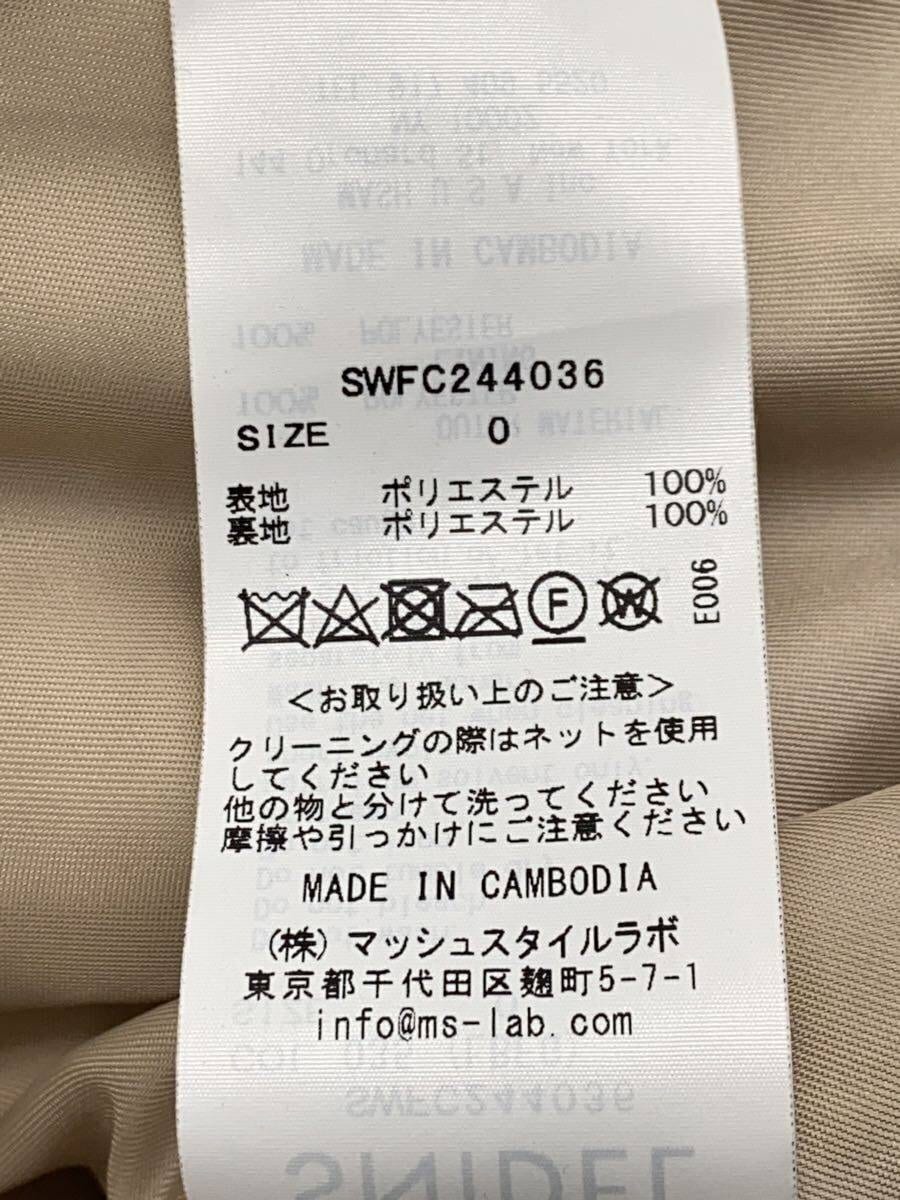 SWFC244036
SIZE 0
表地 ポリエステル 100%
裏地 ポリエステル 100%
F W E006
<お取り扱い上のご注意>
クリーニングの際はネットを使用
してください
他の物と分けて洗ってください
摩擦や引っかけにご注意ください
MADE IN CAMBODIA
(株)マッシュスタイルラボ
東京都千代田区麹町5-7-1
info@ms-lab.com